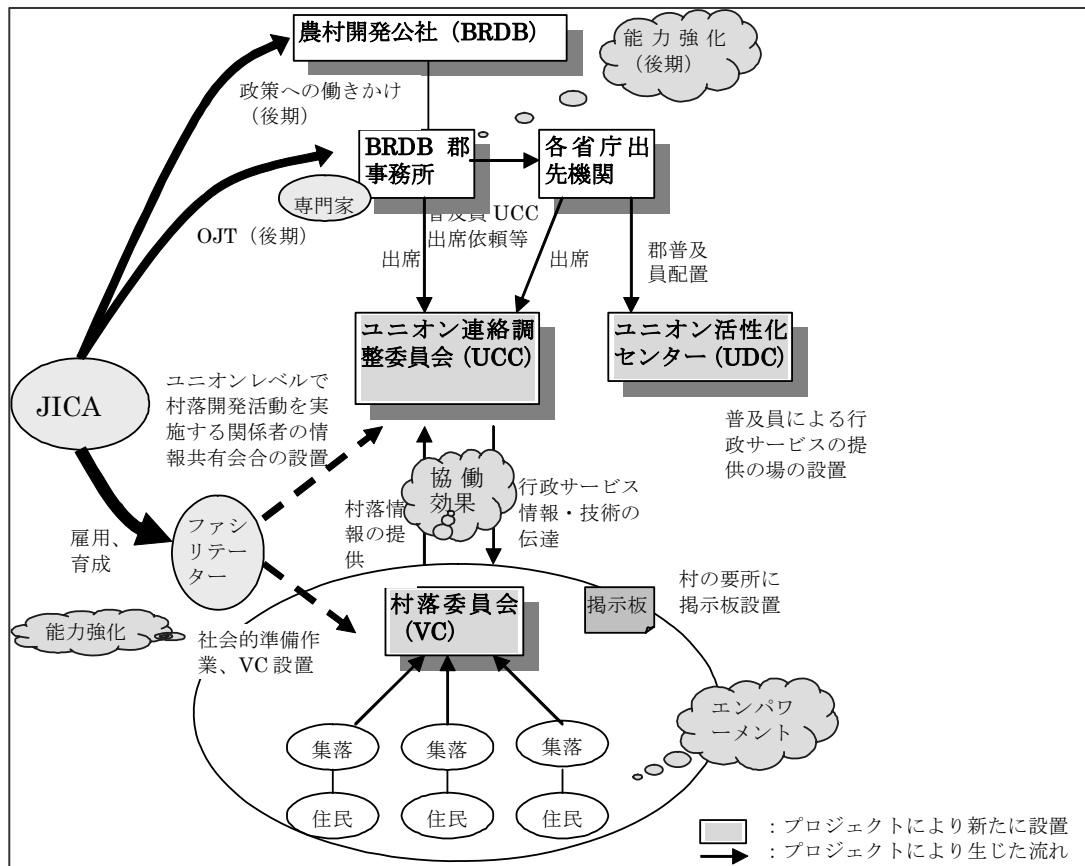 農村開発公社（BRDB）
能力強化
（後期）
政策への働きかけ
（後期）
BRDB 郡
事務所
各省庁出
先機関
専門家
OJT（後期）
普及員 UCC
出席依頼等
出席
出席
郡普及
員配置
ユニオン連絡調
整委員会 (UCC)
ユニオン活性化
センター (UDC)
JICA
ユニオンレベルで
村落開発活動を実
施する関係者の情
報共有会合の設置
普及員による行
政サービスの提
供の場の設置
協働
効果
村落情
報の提
供
行政サービス
情報・技術の
伝達
雇用、
育成
ファシ
リテー
ター
村落委員会
(VC)
掲示板
村の要所に
掲示板設置
能力強化
社会的準備作
業、VC 設置
エンパワ
ーメント
集落
集落
集落
住民
住民
住民
：プロジェクトにより新たに設置
：プロジェクトにより生じた流れ